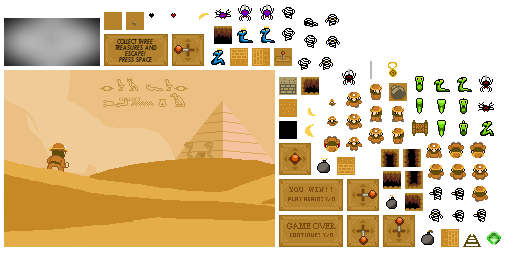 COLLECT THREE
TREASURES AND
ESCAPE!
PRESS SPACE
YOU WIN!!
PLAY AGAIN? Y/N
GAME OVER
CONTINUE? Y/N